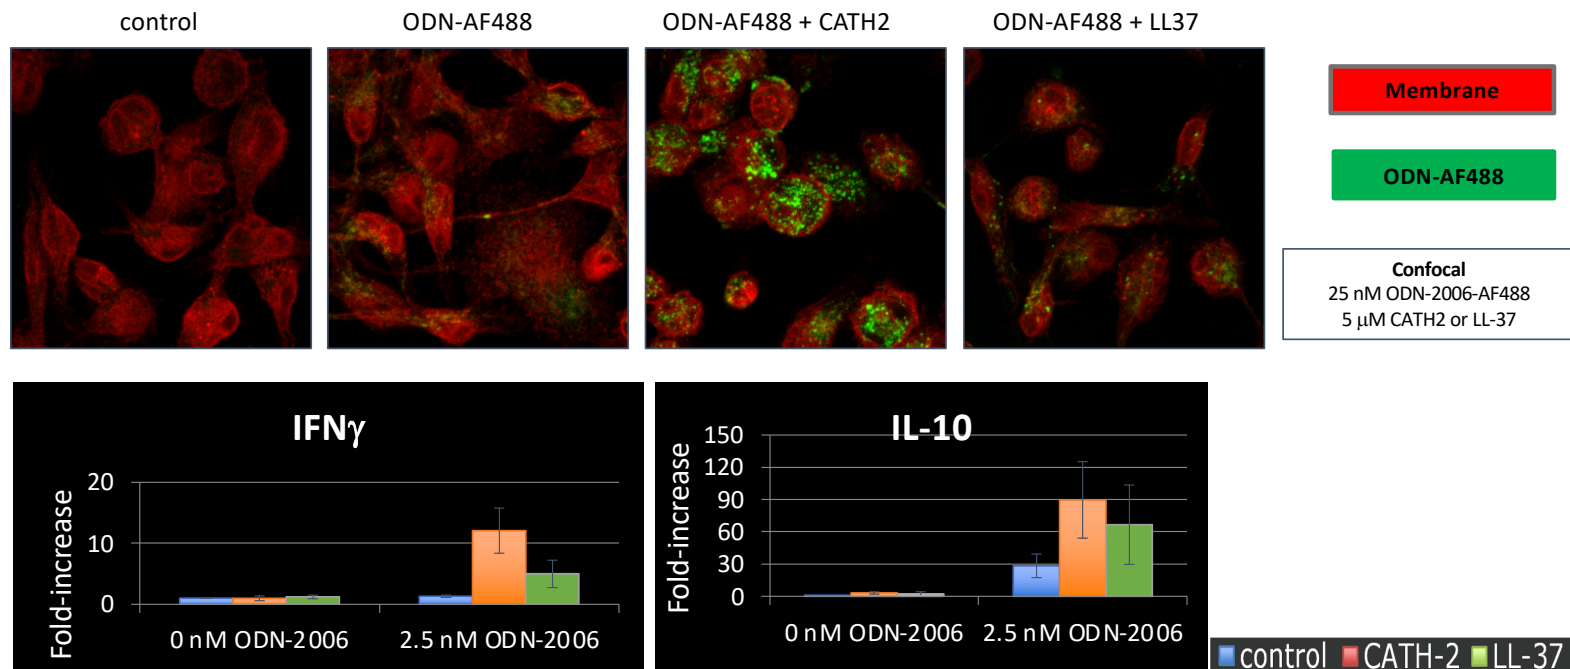 control
ODN-AF488
ODN-AF488 + CATH2
ODN-AF488 + LL37
Membrane
ODN-AF488
Confocal
25 nM ODN-2006-AF488
5 μM CATH2 or LL-37
IFNγ
Fold-increase
20
10
0
0 nM ODN-2006
2.5 nM ODN-2006
IL-10
Fold-increase
150
120
90
60
30
0
0 nM ODN-2006
2.5 nM ODN-2006
control CATH-2 LL-37